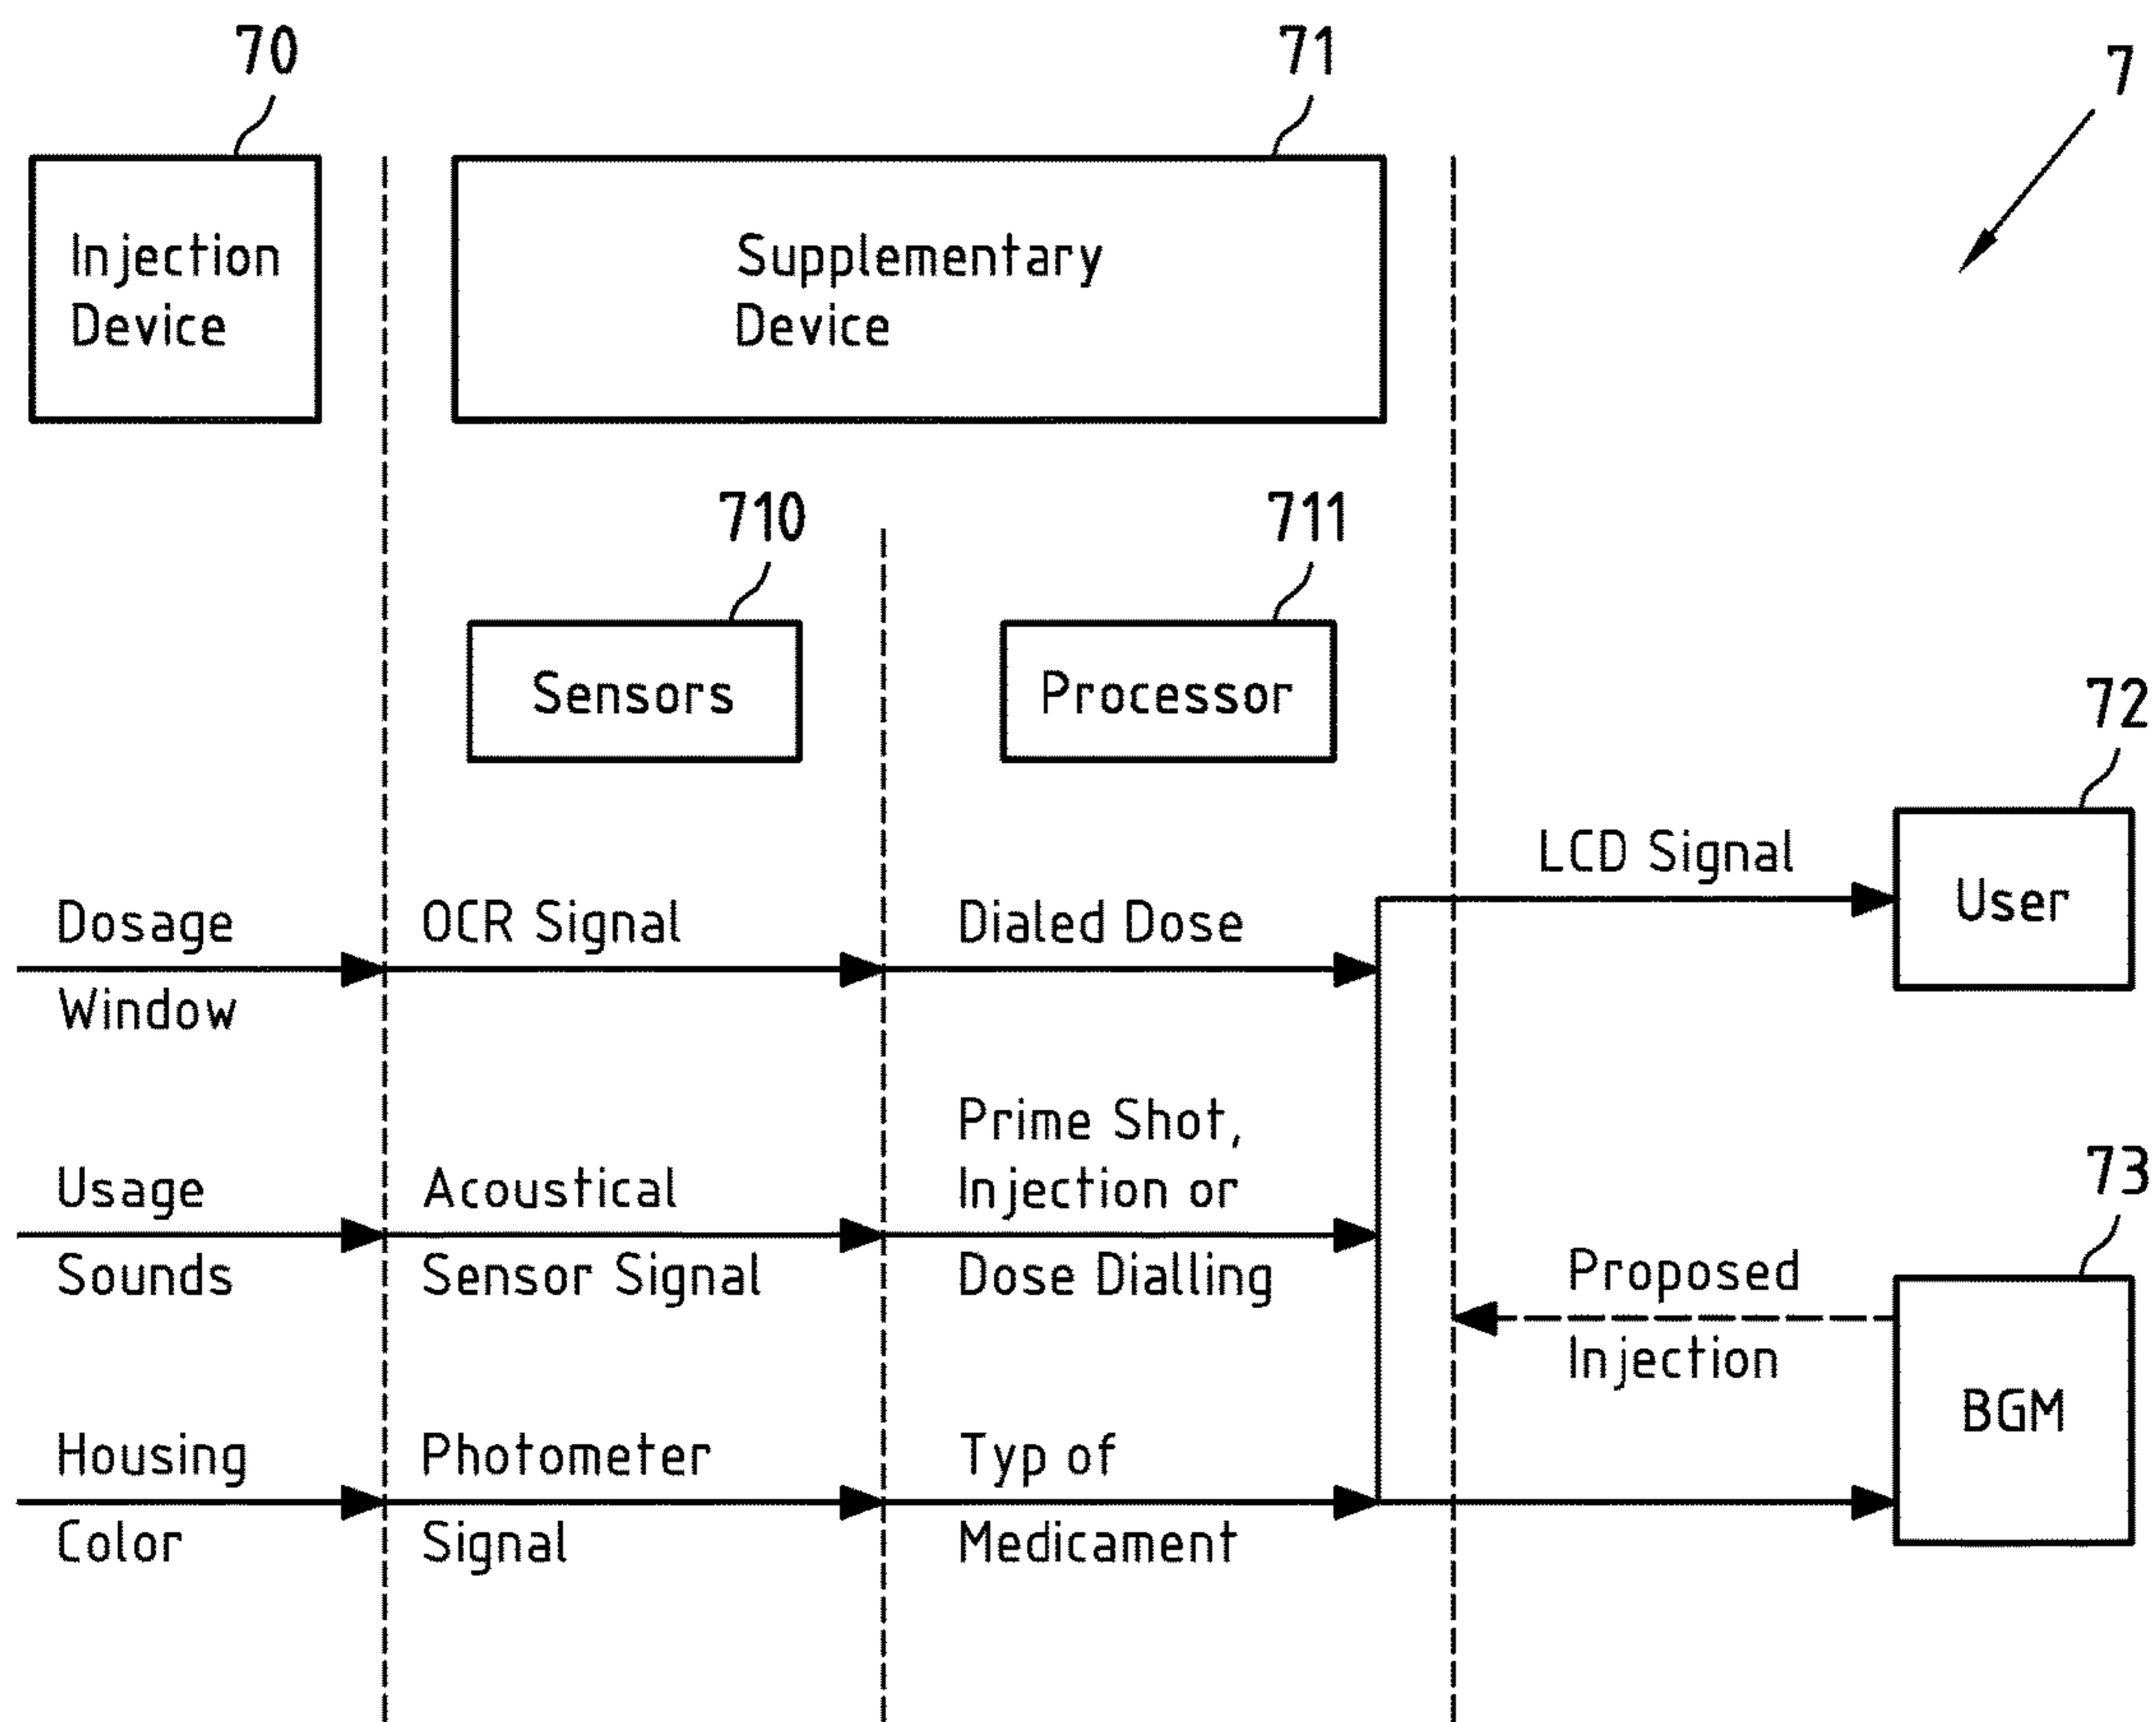 70
71
7
Injection
Device
Supplementary
Device
710
711
Sensors
Processor
72
LCD Signal
User
Dosage
Window
OCR Signal
Dialed Dose
Usage
Sounds
Acoustical
Sensor Signal
Prime Shot,
Injection or
Dose Dialling
73
Proposed
Injection
BGM
Housing
Color
Photometer
Signal
Typ of
Medicament